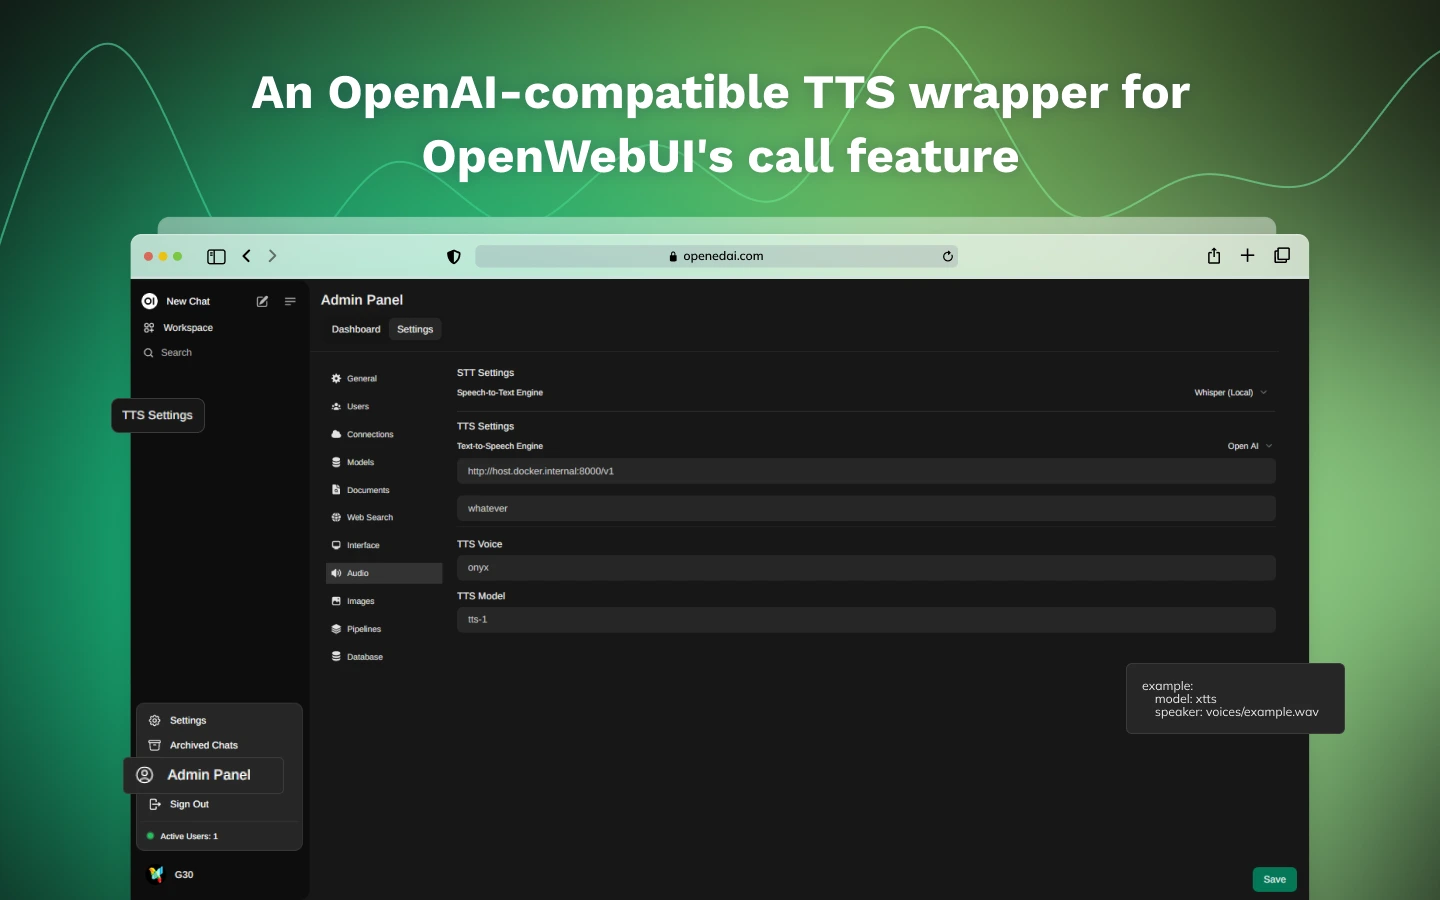 An OpenAI-compatible TTS wrapper for
OpenWebUI's call feature
openedai.com
OI New Chat
Workspace
Search
TTS Settings
Settings
Archived Chats
Admin Panel
Sign Out
Active Users: 1
G30
Admin Panel
Dashboard Settings
General
Users
Connections
Models
Documents
Web Search
Interface
Audio
Images
Pipelines
Database
STT Settings
Speech-to-Text Engine Whisper (Local)
TTS Settings
Text-to-Speech Engine Open AI
http://host.docker.internal:8000/v1
whatever
TTS Voice
onyx
TTS Model
tts-1
example:
model: xtts
speaker: voices/example.wav
Save